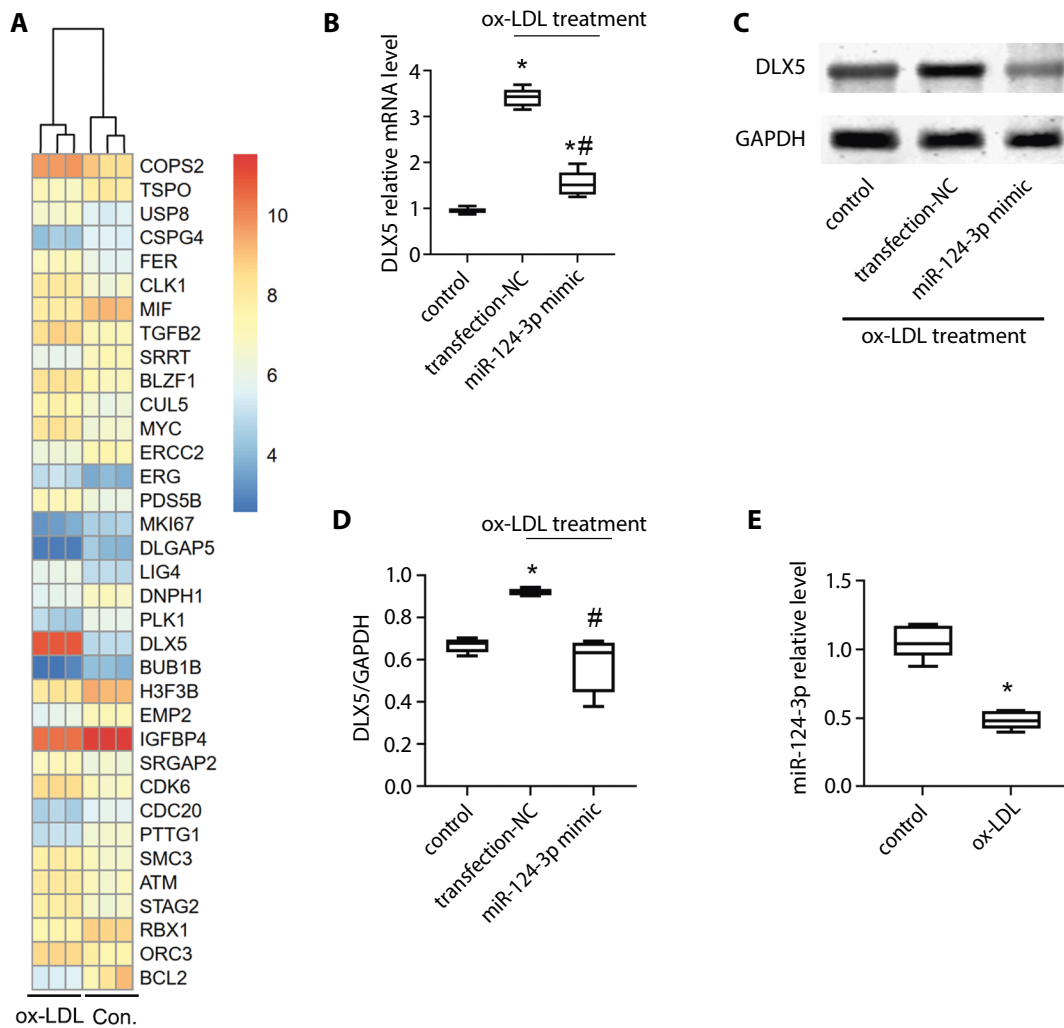 A
COPS2
TSPO
USP8
CSPG4
FER
CLK1
MIF
TGFB2
SRRT
BLZF1
CUL5
MYC
ERCC2
ERG
PDS5B
MKI67
DLGAP5
LIG4
DNPH1
PLK1
DLX5
BUB1B
H3F3B
EMP2
IGFBP4
SRGAP2
CDK6
CDC20
PTTG1
SMC3
ATM
STAG2
RBX1
ORC3
BCL2
10
8
6
4
ox-LDL Con.
B
ox-LDL treatment
DLX5 relative mRNA level
4
3
2
1
0
*
*#
control
transfection-NC
miR-124-3p mimic
C
DLX5
GAPDH
control
transfection-NC
miR-124-3p mimic
ox-LDL treatment
D
ox-LDL treatment
DLX5/GAPDH
1.0
0.8
0.6
0.4
0.2
0.0
*
#
control
transfection-NC
miR-124-3p mimic
E
miR-124-3p relative level
1.5
1.0
0.5
0.0
*
control
ox-LDL